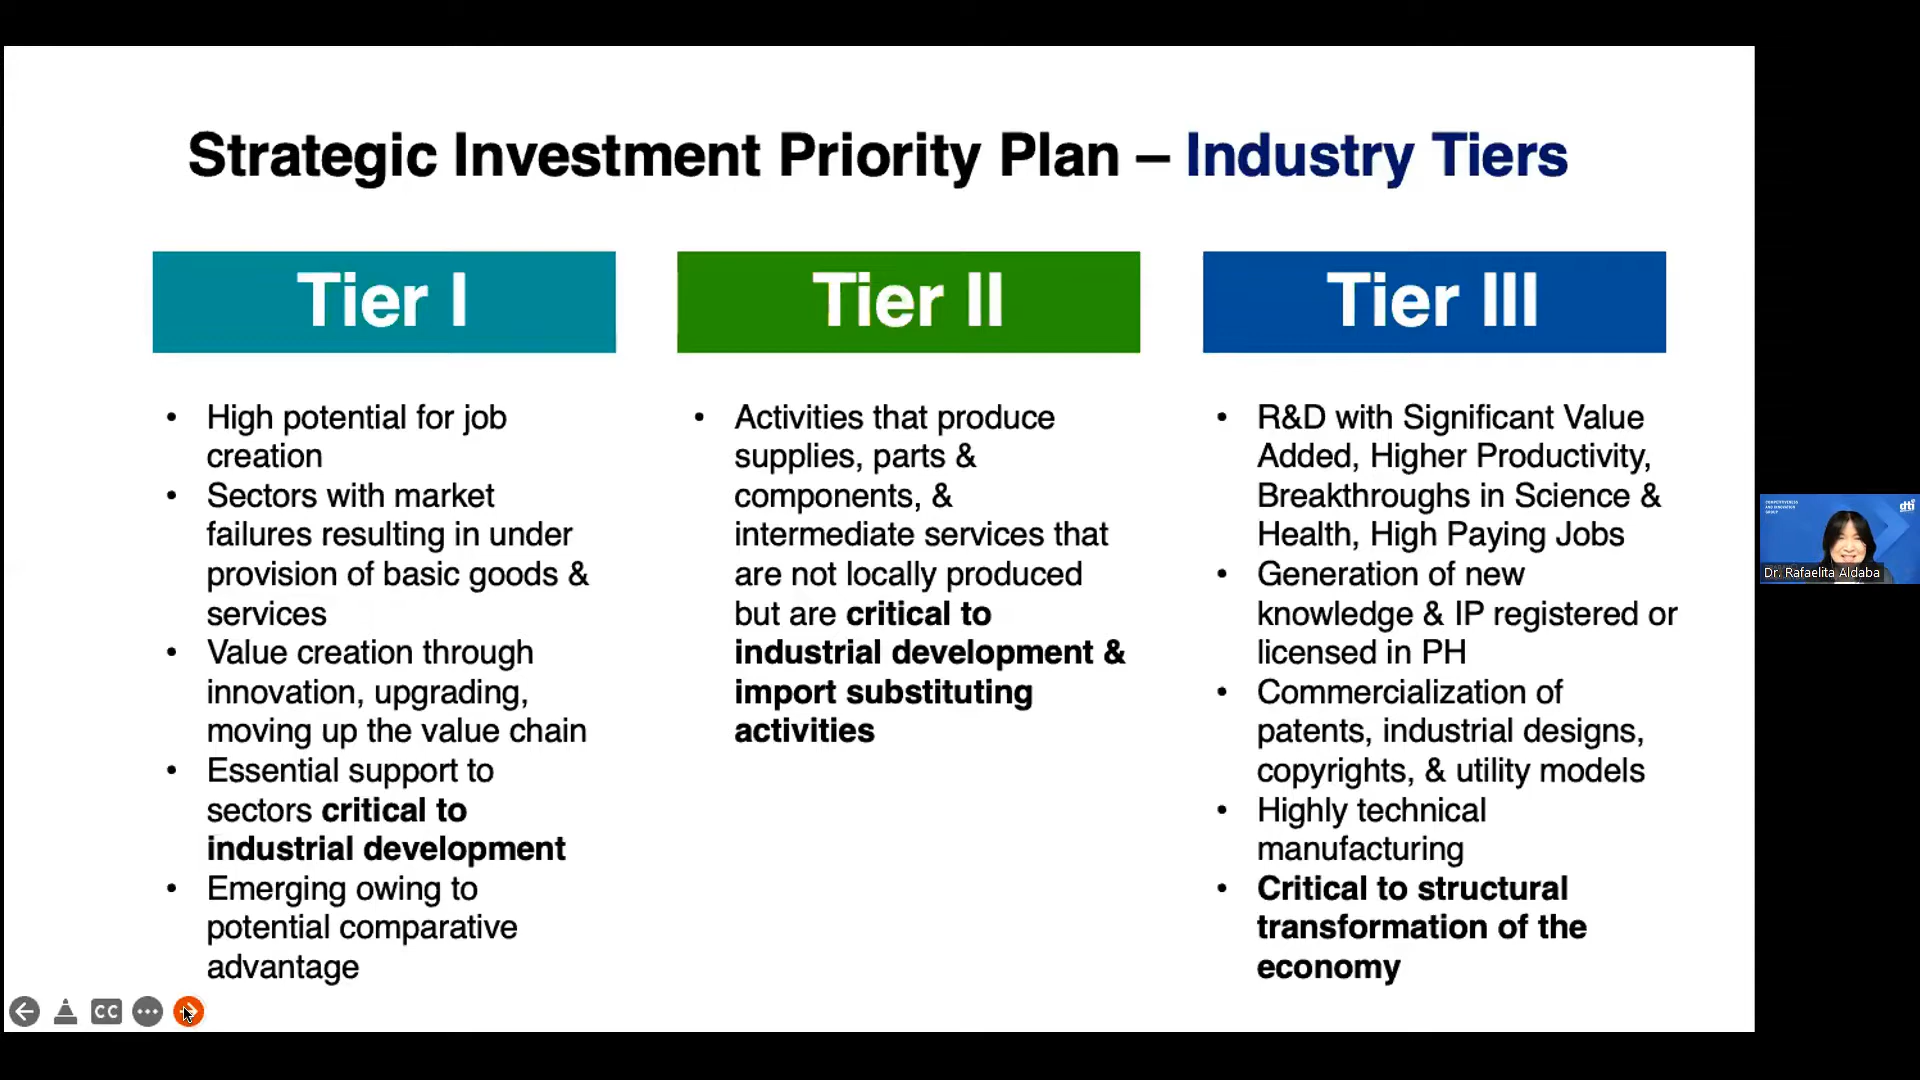 Strategic Investment Priority Plan – Industry Tiers
Tier I
High potential for job
creation
Sectors with market
failures resulting in under
provision of basic goods &
services
Value creation through
innovation, upgrading,
moving up the value chain
Essential support to
sectors critical to
industrial development
Emerging owing to
potential comparative
advantage
Tier II
Activities that produce
supplies, parts &
components, &
intermediate services that
are not locally produced
but are critical to
industrial development &
import substituting
activities
Tier III
R&D with Significant Value
Added, Higher Productivity,
Breakthroughs in Science &
Health, High Paying Jobs
Generation of new
knowledge & IP registered or
licensed in PH
Commercialization of
patents, industrial designs,
copyrights, & utility models
Highly technical
manufacturing
Critical to structural
transformation of the
economy
CC
COMPETITIVENESS
AND INNOVATION
GROUP
dti
Dr. Rafaelita Aldaba